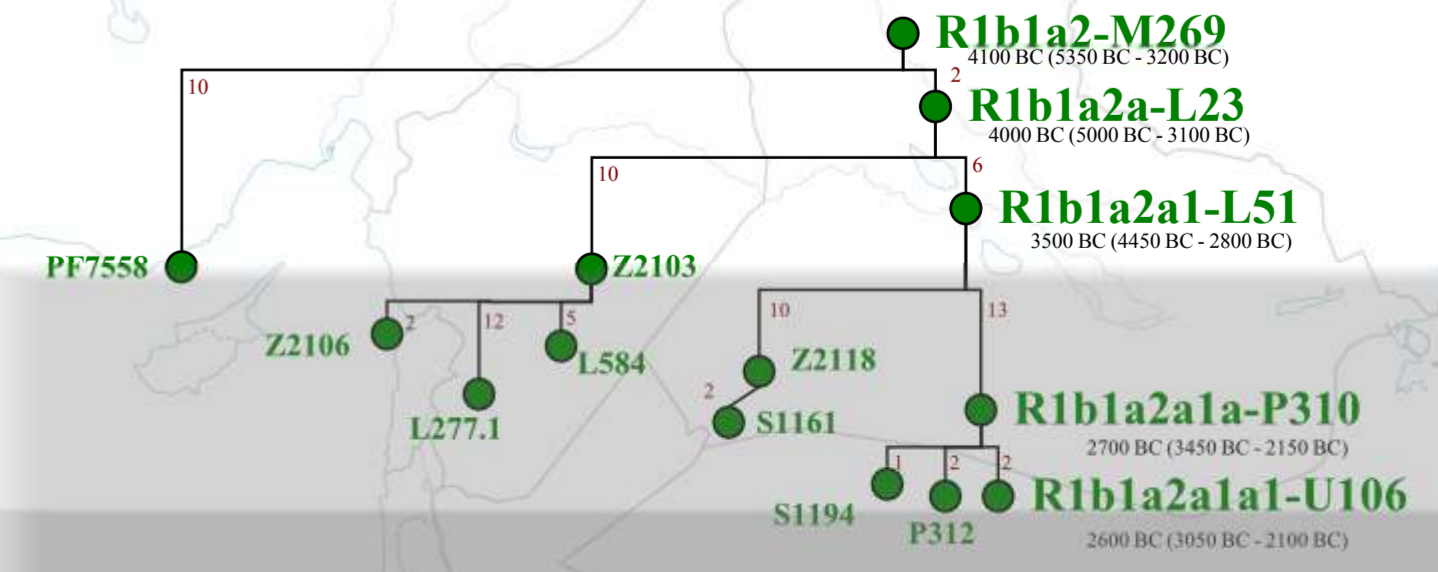 R1b1a2-M269
4100 BC (5350 BC - 3200 BC)
10
2
R1b1a2a-L23
4000 BC (5000 BC - 3100 BC)
10
6
R1b1a2a1-L51
3500 BC (4450 BC - 2800 BC)
PF7558
Z2103
10
13
2
12
5
Z2106
L584
Z2118
L277.1
2
S1161
R1b1a2a1a-P310
2700 BC (3450 BC - 2150 BC)
1
2
2
S1194
P312
R1b1a2a1a1-U106
2600 BC (3050 BC - 2100 BC)